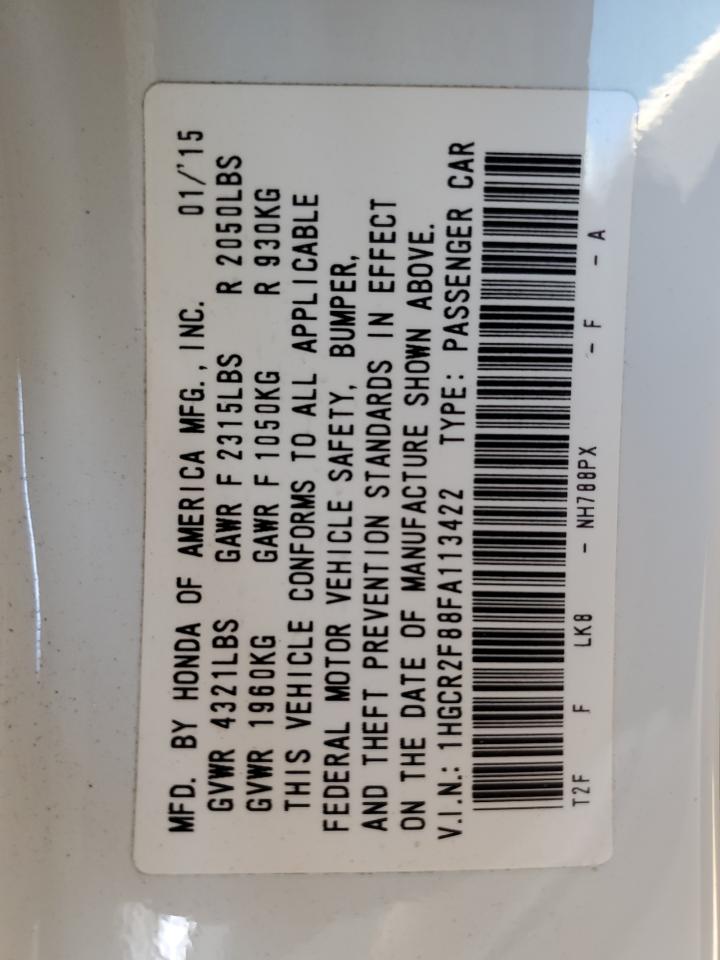 MFD. BY HONDA OF AMERICA MFG., INC. 01/'15
GVWR 4321LBS GAWR F 2315LBS R 2050LBS
GVWR 1960KG GAWR F 1050KG R 930KG
THIS VEHICLE CONFORMS TO ALL APPLICABLE
FEDERAL MOTOR VEHICLE SAFETY, BUMPER,
AND THEFT PREVENTION STANDARDS IN EFFECT
ON THE DATE OF MANUFACTURE SHOWN ABOVE.
V.I.N.: 1HGCR2F88FA113422 TYPE: PASSENGER CAR
T2F F LK8 - NH788PX - F - A